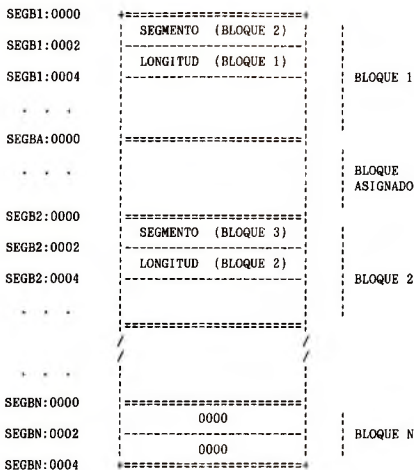 SEGB1:0000
SEGMENTO (BLOQUE 2)
SEGB1:0002
LONGITUD (BLOQUE 1)
SEGB1:0004
BLOQUE 1
. . .
SEGBA:0000
. . .
BLOQUE
ASIGNADO
SEGB2:0000
SEGMENTO (BLOQUE 3)
SEGB2:0002
LONGITUD (BLOQUE 2)
SEGB2:0004
BLOQUE 2
. . .
. . .
SEGBN:0000
0000
SEGBN:0002
BLOQUE N
0000
SEGBN:0004